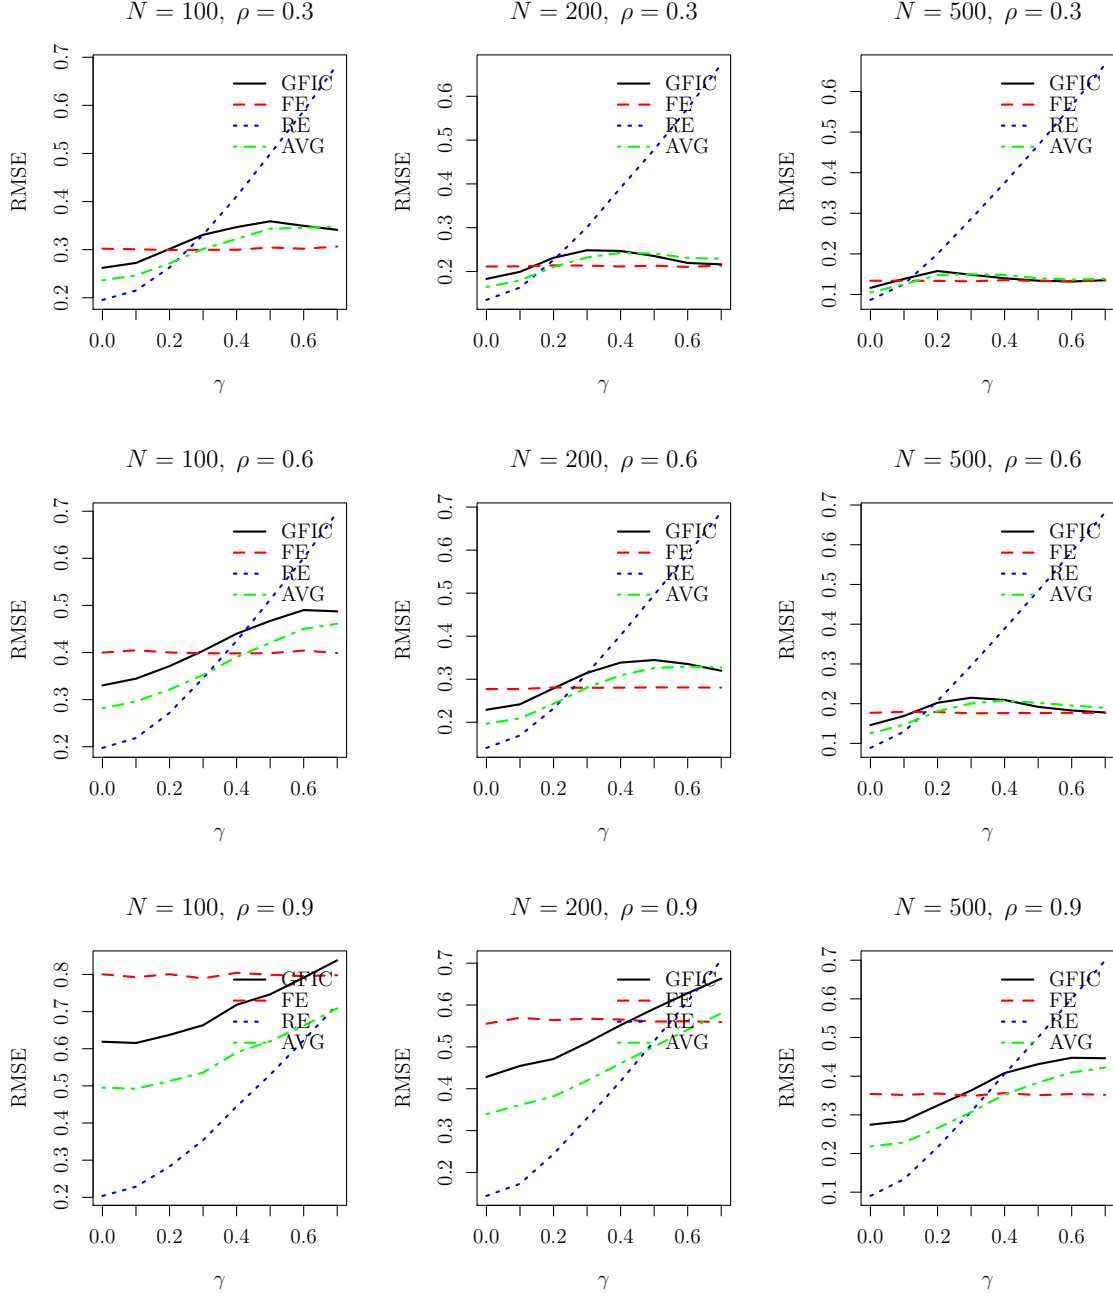 N = 100, ρ = 0.3
RMSE
0.2 0.3 0.4 0.5 0.6 0.7
GFIC
FE
RE
AVG
0.0 0.2 0.4 0.6
γ
N = 200, ρ = 0.3
RMSE
0.2 0.3 0.4 0.5 0.6
GFIC
FE
RE
AVG
0.0 0.2 0.4 0.6
γ
N = 500, ρ = 0.3
RMSE
0.1 0.2 0.3 0.4 0.5 0.6
GFIC
FE
RE
AVG
0.0 0.2 0.4 0.6
γ
N = 100, ρ = 0.6
RMSE
0.2 0.3 0.4 0.5 0.6 0.7
GFIC
FE
RE
AVG
0.0 0.2 0.4 0.6
γ
N = 200, ρ = 0.6
RMSE
0.2 0.3 0.4 0.5 0.6 0.7
GFIC
FE
RE
AVG
0.0 0.2 0.4 0.6
γ
N = 500, ρ = 0.6
RMSE
0.1 0.2 0.3 0.4 0.5 0.6 0.7
GFIC
FE
RE
AVG
0.0 0.2 0.4 0.6
γ
N = 100, ρ = 0.9
RMSE
0.2 0.3 0.4 0.5 0.6 0.7 0.8
GFIC
FE
RE
AVG
0.0 0.2 0.4 0.6
γ
N = 200, ρ = 0.9
RMSE
0.2 0.3 0.4 0.5 0.6 0.7
GFIC
FE
RE
AVG
0.0 0.2 0.4 0.6
γ
N = 500, ρ = 0.9
RMSE
0.1 0.2 0.3 0.4 0.5 0.6 0.7
GFIC
FE
RE
AVG
0.0 0.2 0.4 0.6
γ